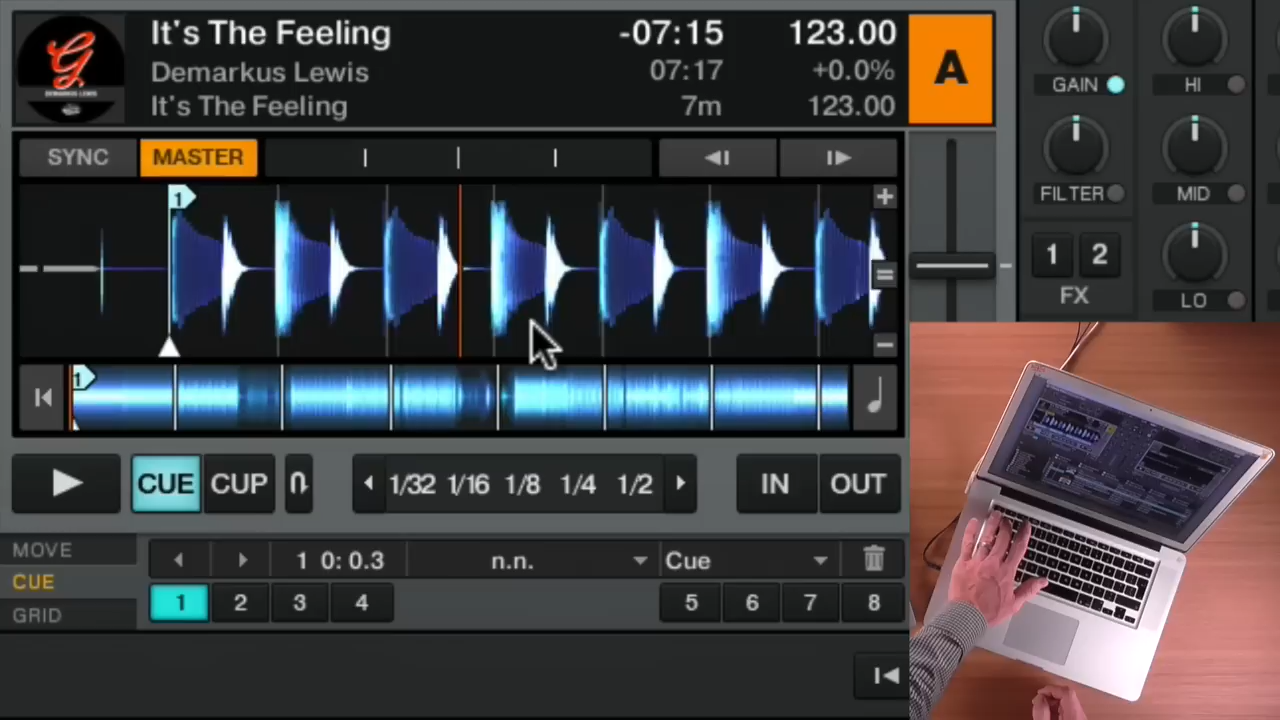 It's The Feeling -07:15 123.00
Demarkus Lewis 07:17 +0.0%
It's The Feeling 7m 123.00
A
DEMARKUS LEWIS
GAIN HI
FILTER MID
1 2
FX
LO
SYNC MASTER
1
1
CUE CUP 1/32 1/16 1/8 1/4 1/2 IN OUT
MOVE
CUE
GRID
1 0: 0.3 n.n. Cue
1 2 3 4 5 6 7 8